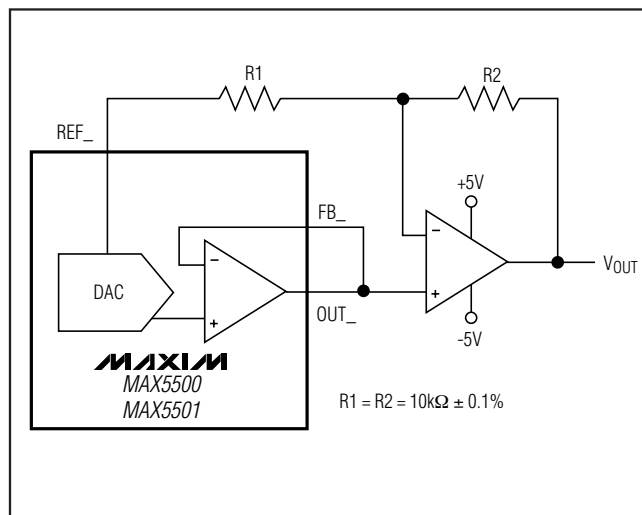 R1
R2
REF_
+5V
FB_
−
−
DAC
VOUT
+
+
OUT_
-5V
MAXIM
MAX5500
MAX5501
R1 = R2 = 10kΩ ± 0.1%